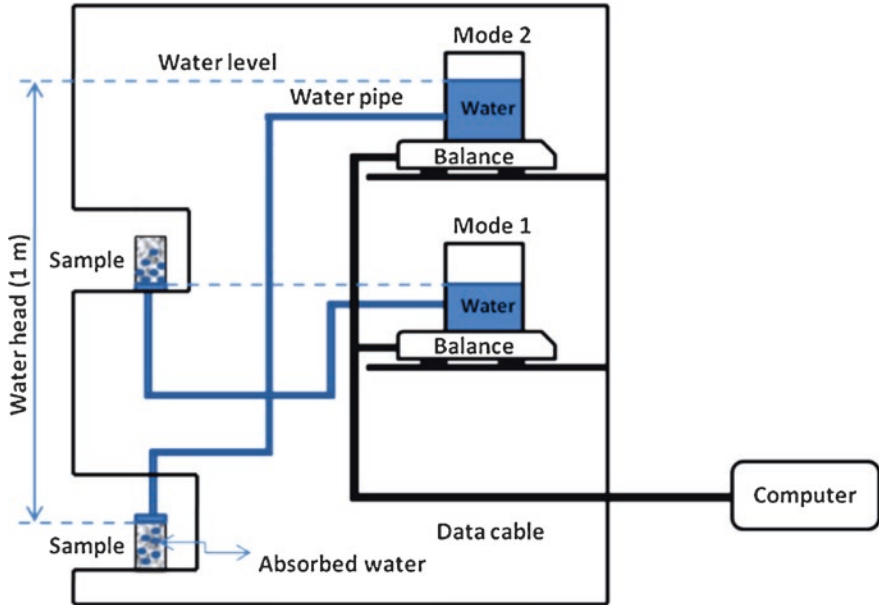 Mode 2
Water level
Water pipe
Water
Balance
Mode 1
Sample
Water
Balance
Water head (1 m)
Computer
Data cable
Sample
Absorbed water